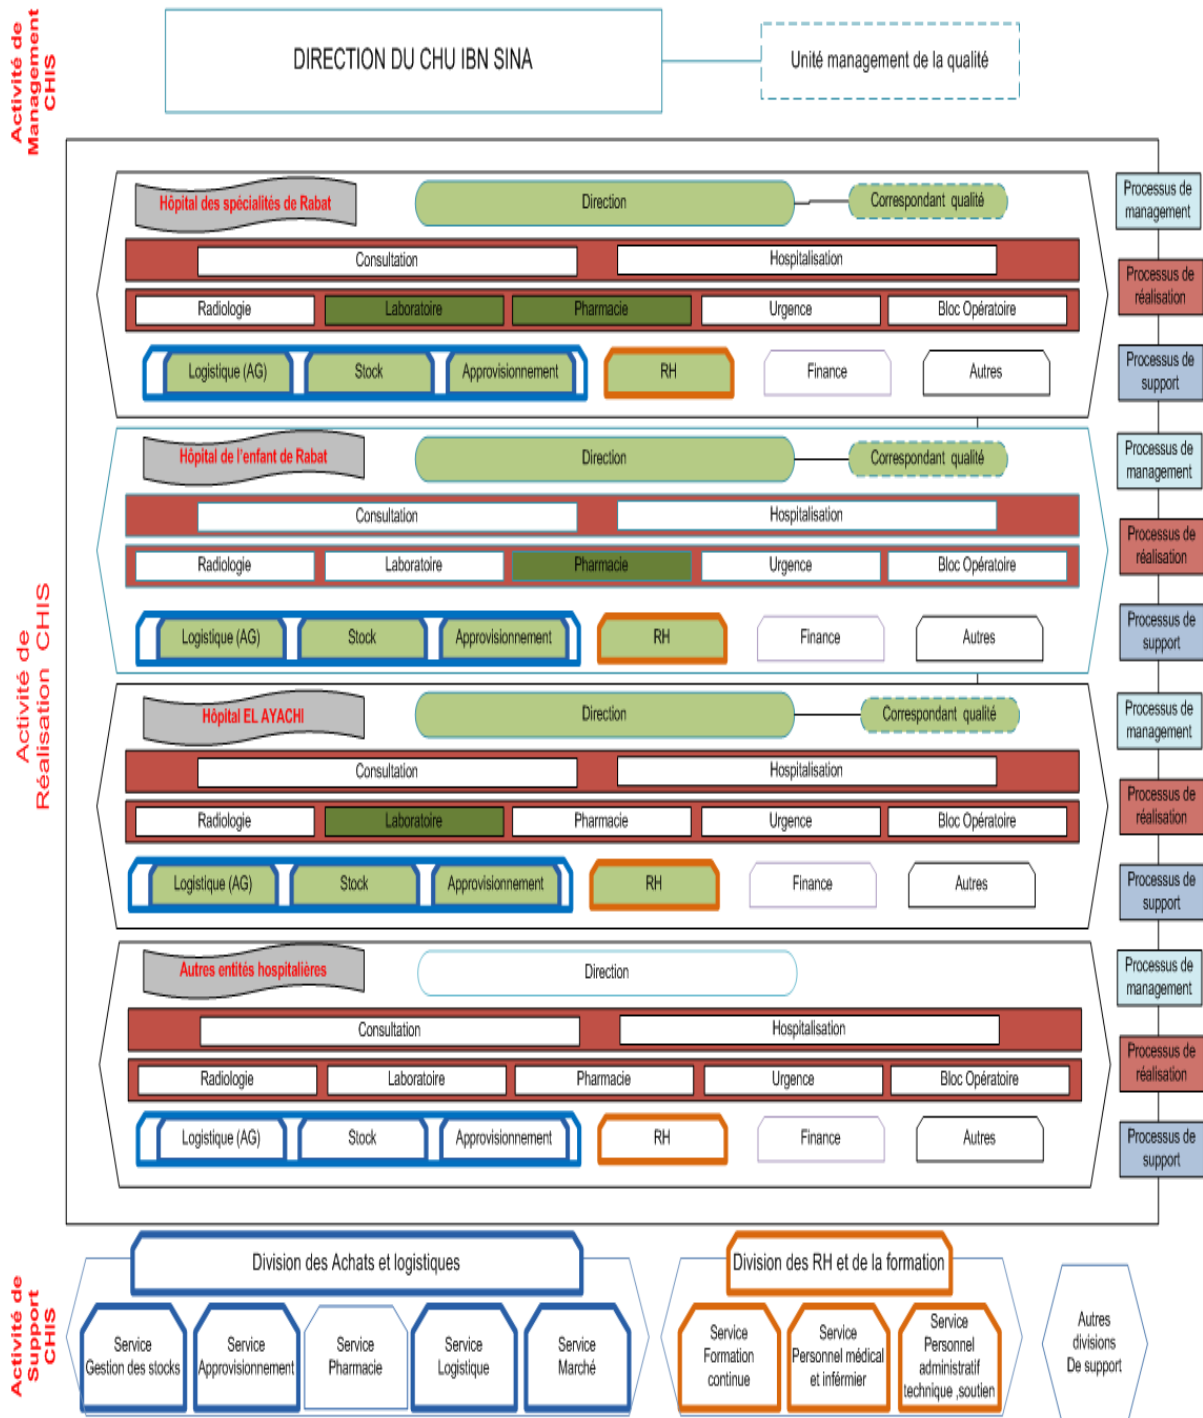 Activité de
Management
CHIS
DIRECTION DU CHU IBN SINA
Unité management de la qualité
Activité de
Réalisation CHIS
Hôpital des spécialités de Rabat
Direction
Correspondant qualité
Processus de
management
Consultation
Hospitalisation
Processus de
réalisation
Radiologie
Laboratoire
Pharmacie
Urgence
Bloc Opératoire
Logistique (AG)
Stock
Approvisionnement
RH
Finance
Autres
Processus de
support
Hôpital de l'enfant de Rabat
Direction
Correspondant qualité
Processus de
management
Consultation
Hospitalisation
Processus de
réalisation
Radiologie
Laboratoire
Pharmacie
Urgence
Bloc Opératoire
Logistique (AG)
Stock
Approvisionnement
RH
Finance
Autres
Processus de
support
Hôpital EL AYACHI
Direction
Correspondant qualité
Processus de
management
Consultation
Hospitalisation
Processus de
réalisation
Radiologie
Laboratoire
Pharmacie
Urgence
Bloc Opératoire
Logistique (AG)
Stock
Approvisionnement
RH
Finance
Autres
Processus de
support
Autres entités hospitalières
Direction
Processus de
management
Consultation
Hospitalisation
Processus de
réalisation
Radiologie
Laboratoire
Pharmacie
Urgence
Bloc Opératoire
Logistique (AG)
Stock
Approvisionnement
RH
Finance
Autres
Processus de
support
Activité de
Support
CHIS
Division des Achats et logistiques
Service
Gestion des stocks
Service
Approvisionnement
Service
Pharmacie
Service
Logistique
Service
Marché
Division des RH et de la formation
Service
Formation
continue
Service
Personnel médical
et inférmier
Service
Personnel
administratif
technique ,soutien
Autres
divisions
De support